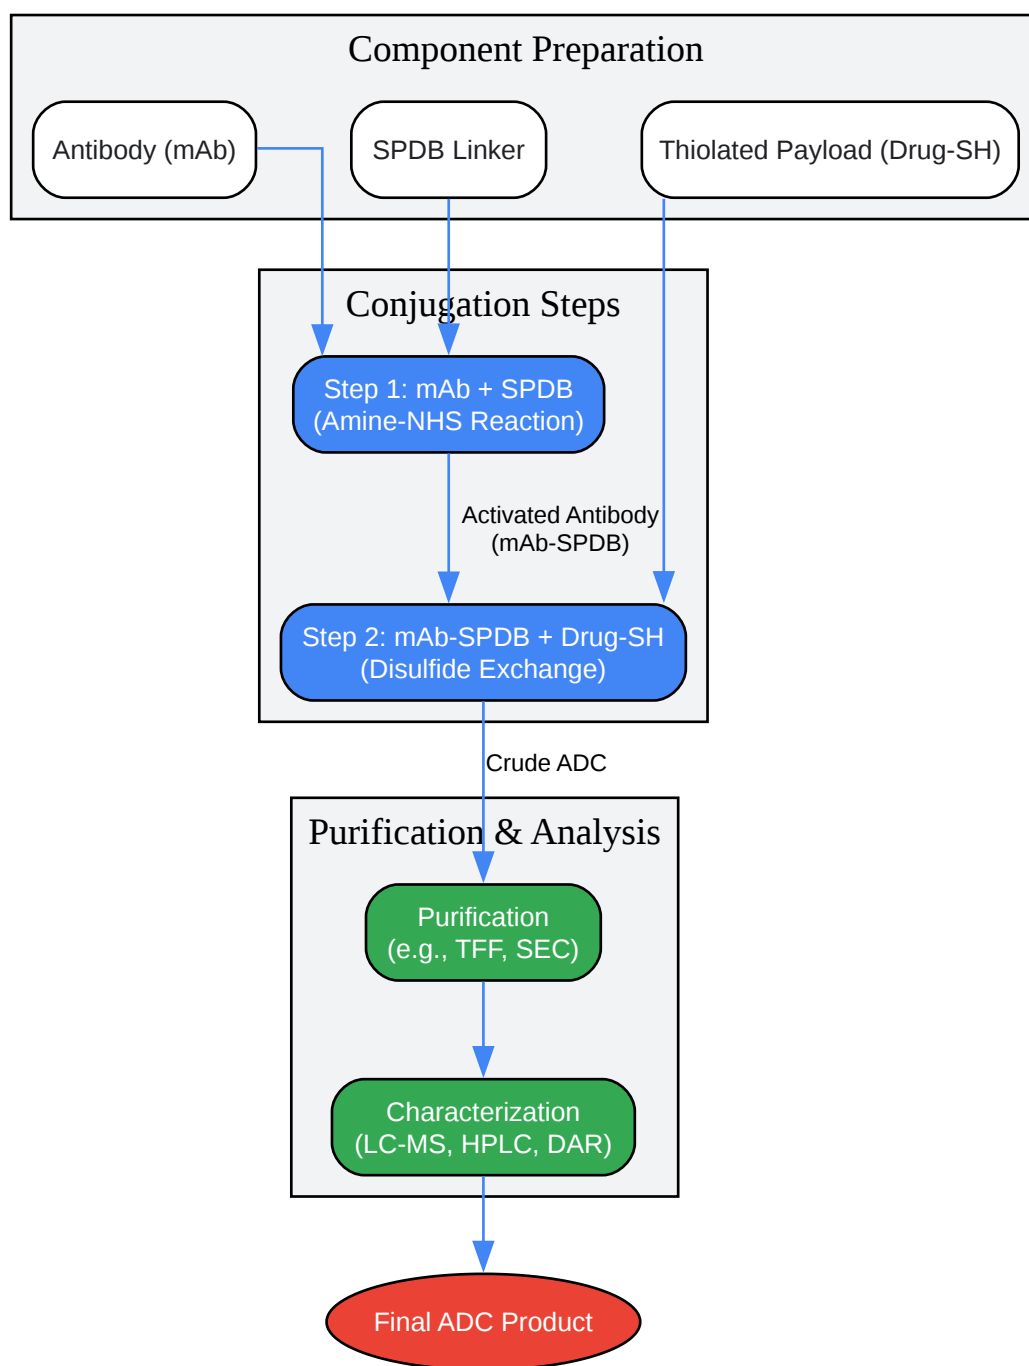 Component Preparation
Antibody (mAb)
SPDB Linker
Thiolated Payload (Drug-SH)
Conjugation Steps
Step 1: mAb + SPDB
(Amine-NHS Reaction)
Activated Antibody
(mAb-SPDB)
Step 2: mAb-SPDB + Drug-SH
(Disulfide Exchange)
Crude ADC
Purification & Analysis
Purification
(e.g., TFF, SEC)
Characterization
(LC-MS, HPLC, DAR)
Final ADC Product